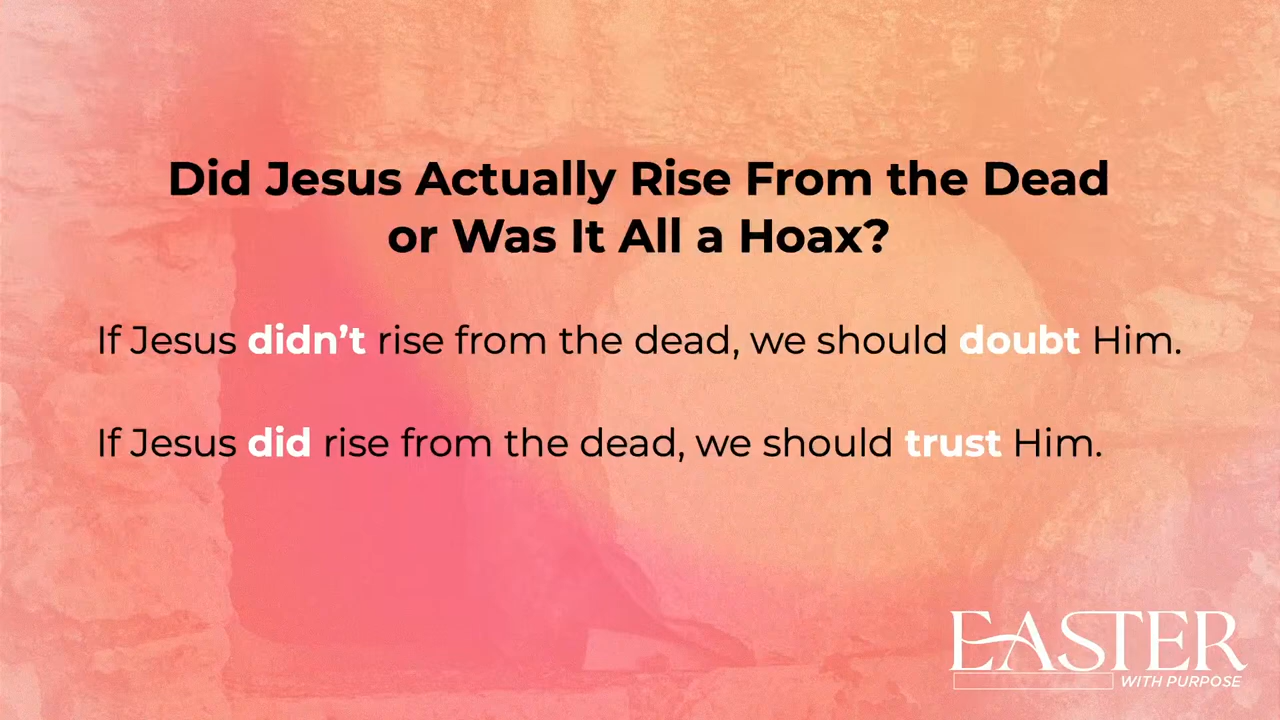 Did Jesus Actually Rise From the Dead
or Was It All a Hoax?
If Jesus didn’t rise from the dead, we should doubt Him.
If Jesus did rise from the dead, we should trust Him.
EASTER
WITH PURPOSE